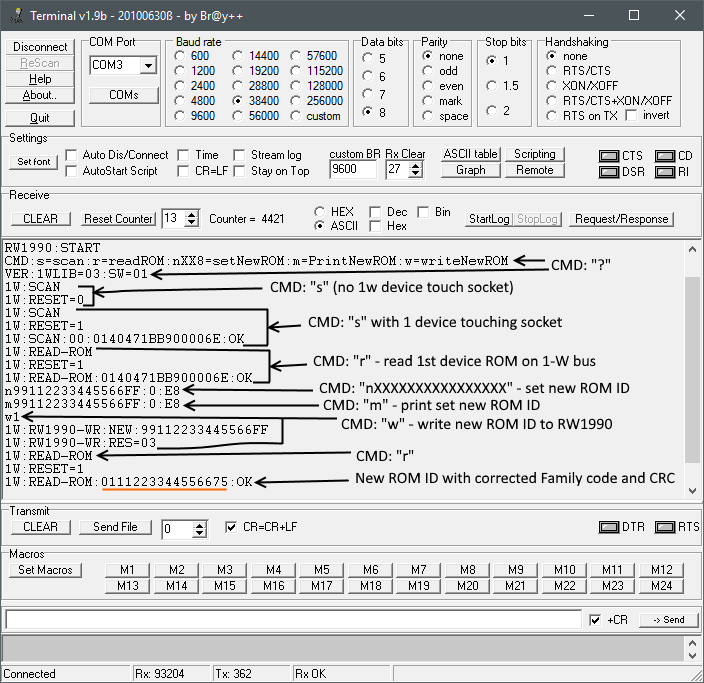 Terminal v1.9b - 20100630ß - by Br@y++
Disconnect
ReScan
Help
About..
Quit
COM Port
COM3
COMs
Baud rate
600 14400 57600
1200 19200 115200
2400 28800 128000
4800 38400 256000
9600 56000 custom
Data bits
5
6
7
8
Parity
none
odd
even
mark
space
Stop bits
1
1.5
2
Handshaking
none
RTS/CTS
XON/XOFF
RTS/CTS+XON/XOFF
RTS on TX invert
Settings
Set font
Auto Dis/Connect Time Stream log
AutoStart Script CR=LF Stay on Top
custom BR Rx Clear
9600 27
ASCII table Scripting
Graph Remote
CTS CD
DSR RI
Receive
CLEAR Reset Counter 13 Counter = 4421
HEX Dec Bin
ASCII Hex
StartLog StopLog Request/Response
RW1990:START
CMD:s=scan:r=readROM:nXX8=setNewROM:m=PrintNewROM:w=writeNewROM
CMD: "?"
VER:1WLIB=03:SW=01
1W:SCAN
CMD: "s" (no 1w device touch socket)
1W:RESET=0
1W:SCAN
1W:RESET=1
CMD: "s" with 1 device touching socket
1W:SCAN:00:0140471BB900006E:OK
1W:READ-ROM
1W:RESET=1
CMD: "r" - read 1st device ROM on 1-W bus
1W:READ-ROM:0140471BB900006E:OK
n99112233445566FF:0:E8
CMD: "nXXXXXXXXXXXXXXXX" - set new ROM ID
m99112233445566FF:0:E8
CMD: "m" - print set new ROM ID
w1
CMD: "w" - write new ROM ID to RW1990
1W:RW1990-WR:NEW:99112233445566FF
1W:RW1990-WR:RES=03
1W:READ-ROM
CMD: "r"
1W:RESET=1
1W:READ-ROM:0111223344556675:OK
New ROM ID with corrected Family code and CRC
Transmit
CLEAR Send File 0 CR=CR+LF
DTR RTS
Macros
Set Macros
M1 M2 M3 M4 M5 M6 M7 M8 M9 M10 M11 M12
M13 M14 M15 M16 M17 M18 M19 M20 M21 M22 M23 M24
+CR -> Send
Connected Rx: 93204 Tx: 362 Rx OK